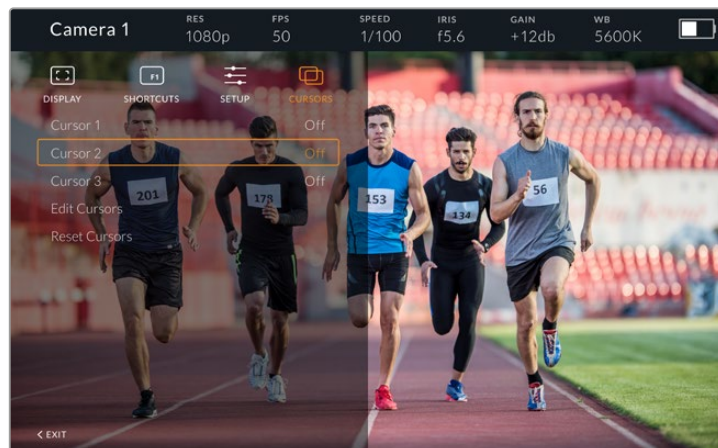 Camera 1
RES FPS SPEED IRIS GAIN WB
1080p 50 1/100 f5.6 +12db 5600K
F1
DISPLAY SHORTCUTS SETUP CURSORS
Cursor 1 Off
Cursor 2 Off
Cursor 3 Off
Edit Cursors
Reset Cursors
201
178
153
134
56
< EXIT